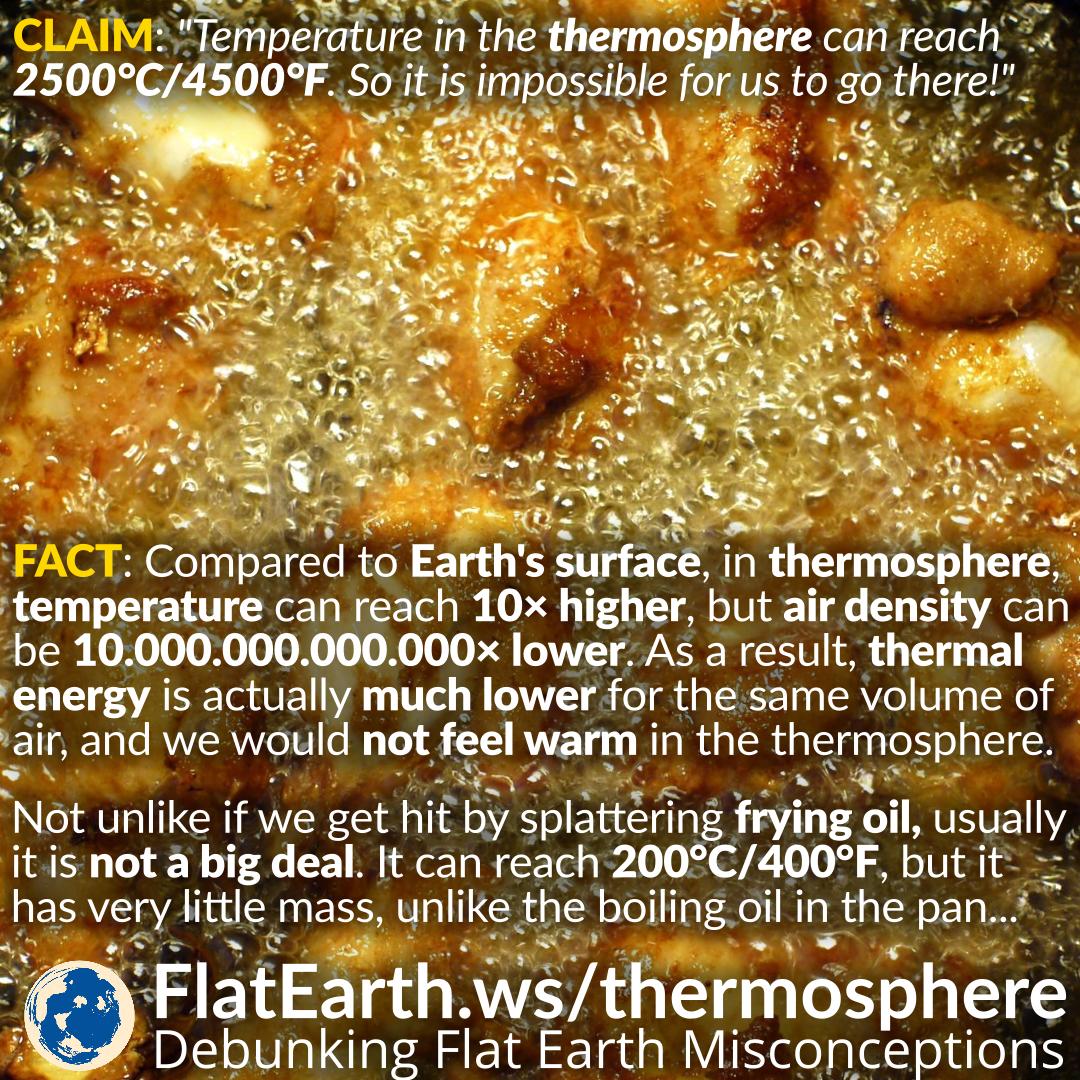 CLAIM: "Temperature in the thermosphere can reach
2500°C/4500°F. So it is impossible for us to go there!"
FACT: Compared to Earth's surface, in thermosphere,
temperature can reach 10× higher, but air density can
be 10.000.000.000.000× lower. As a result, thermal
energy is actually much lower for the same volume of
air, and we would not feel warm in the thermosphere.
Not unlike if we get hit by splattering frying oil, usually
it is not a big deal. It can reach 200°C/400°F, but it
has very little mass, unlike the boiling oil in the pan...
FlatEarth.ws/thermosphere
Debunking Flat Earth Misconceptions